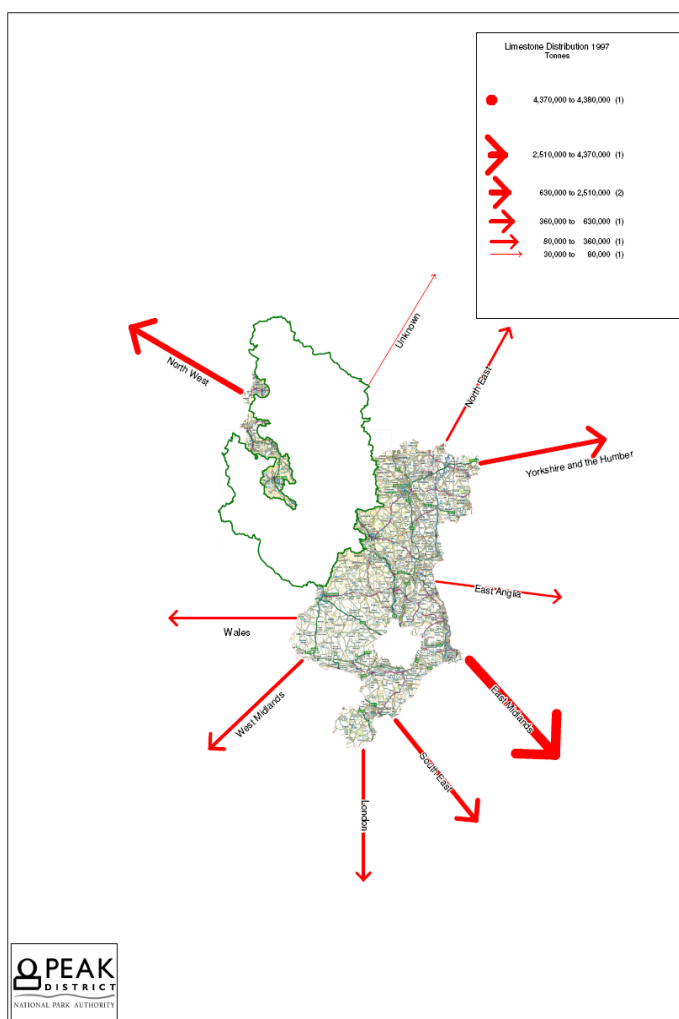 Limestone Distribution 1997
Tonnes
4,370,000 to 4,380,000 (1)
2,510,000 to 4,370,000 (1)
630,000 to 2,510,000 (2)
360,000 to 630,000 (1)
80,000 to 360,000 (1)
30,000 to 80,000 (1)
Unknown
North West
North East
Yorkshire and the Humber
East Anglia
Wales
West Midlands
East Midlands
South East
London
PEAK
DISTRICT
NATIONAL PARK AUTHORITY